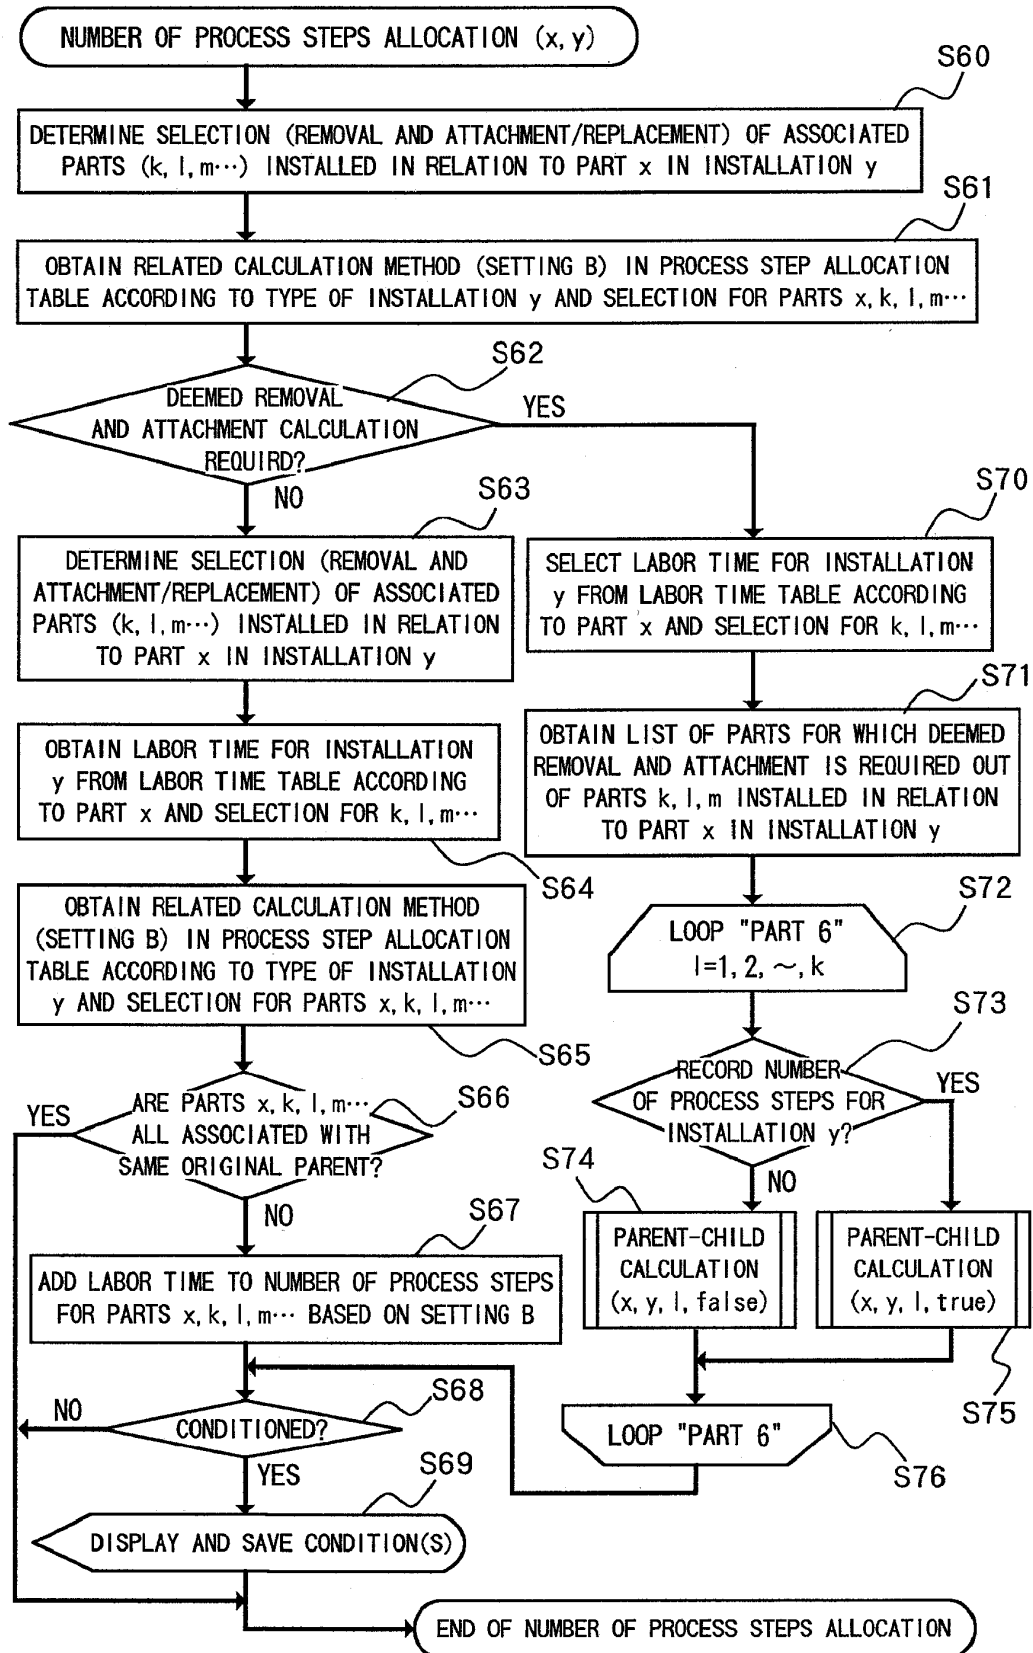 NUMBER OF PROCESS STEPS ALLOCATION (x, y)
S60
DETERMINE SELECTION (REMOVAL AND ATTACHMENT/REPLACEMENT) OF ASSOCIATED
PARTS (k, l, m···) INSTALLED IN RELATION TO PART x IN INSTALLATION y
S61
OBTAIN RELATED CALCULATION METHOD (SETTING B) IN PROCESS STEP ALLOCATION
TABLE ACCORDING TO TYPE OF INSTALLATION y AND SELECTION FOR PARTS x, k, l, m···
S62
DEEMED REMOVAL
AND ATTACHMENT CALCULATION
REQUIRD?
YES
NO
S63
DETERMINE SELECTION (REMOVAL AND
ATTACHMENT/REPLACEMENT) OF ASSOCIATED
PARTS (k, l, m···) INSTALLED IN RELATION
TO PART x IN INSTALLATION y
OBTAIN LABOR TIME FOR INSTALLATION
y FROM LABOR TIME TABLE ACCORDING
TO PART x AND SELECTION FOR k, l, m···
S64
OBTAIN RELATED CALCULATION METHOD
(SETTING B) IN PROCESS STEP ALLOCATION
TABLE ACCORDING TO TYPE OF INSTALLATION
y AND SELECTION FOR PARTS x, k, l, m···
S65
S66
YES
ARE PARTS x, k, l, m···
ALL ASSOCIATED WITH
SAME ORIGINAL PARENT?
NO
S67
ADD LABOR TIME TO NUMBER OF PROCESS STEPS
FOR PARTS x, k, l, m··· BASED ON SETTING B
S68
NO
CONDITIONED?
YES
S69
DISPLAY AND SAVE CONDITION(S)
S70
SELECT LABOR TIME FOR INSTALLATION
y FROM LABOR TIME TABLE ACCORDING
TO PART x AND SELECTION FOR k, l, m···
S71
OBTAIN LIST OF PARTS FOR WHICH DEEMED
REMOVAL AND ATTACHMENT IS REQUIRED OUT
OF PARTS k, l, m INSTALLED IN RELATION
TO PART x IN INSTALLATION y
S72
LOOP "PART 6"
l=1, 2, ~, k
S73
RECORD NUMBER
OF PROCESS STEPS FOR
INSTALLATION y?
YES
NO
S74
PARENT-CHILD
CALCULATION
(x, y, l, false)
PARENT-CHILD
CALCULATION
(x, y, l, true)
S75
LOOP "PART 6"
S76
END OF NUMBER OF PROCESS STEPS ALLOCATION